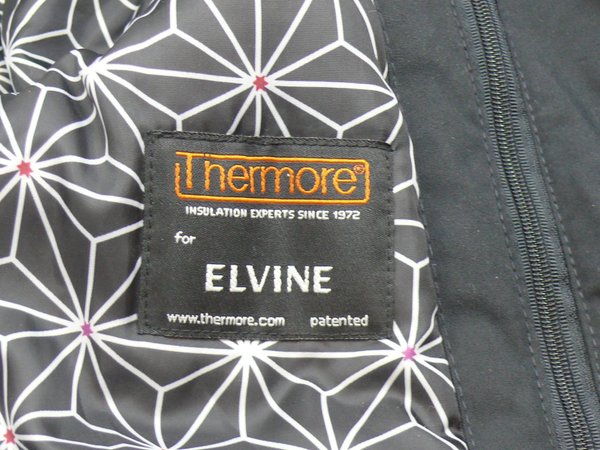 Thermore®
INSULATION EXPERTS SINCE 1972
for
ELVINE
www.thermore.com patented